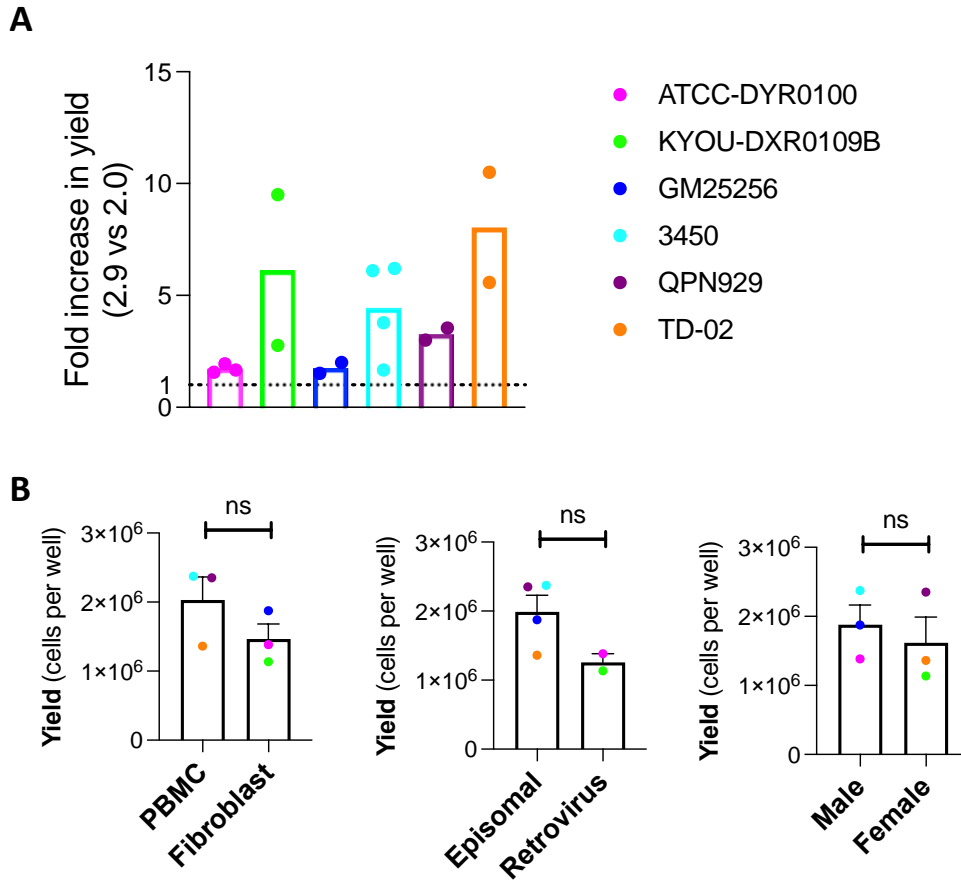 A
Fold increase in yield
(2.9 vs 2.0)
15
10
5
1
0
ATCC-DYR0100
KYOU-DXR0109B
GM25256
3450
QPN929
TD-02
B
Yield (cells per well)
3×10⁶
2×10⁶
1×10⁶
0
ns
PBMC
Fibroblast
Yield (cells per well)
3×10⁶
2×10⁶
1×10⁶
0
ns
Episomal
Retrovirus
Yield (cells per well)
3×10⁶
2×10⁶
1×10⁶
0
ns
Male
Female